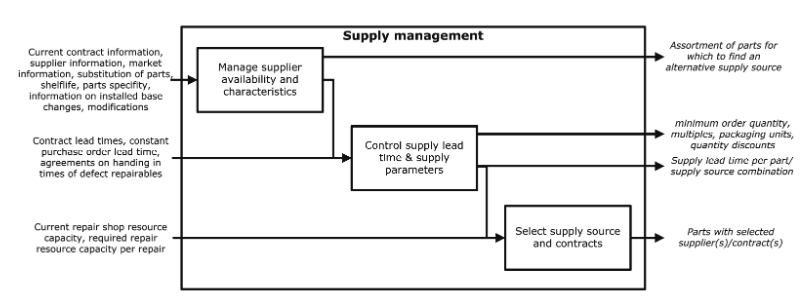 Supply management
Current contract information,
supplier information, market
information, substitution of parts,
shelflife, parts specifity,
information on installed base
changes, modifications
Manage supplier
availability and
characteristics
Assortment of parts for
which to find an
alternative supply source
Contract lead times, constant
purchase order lead time,
agreements on handing in
times of defect repairables
Control supply lead
time & supply
parameters
minimum order quantity,
multiples, packaging units,
quantity discounts
Supply lead time per part/
supply source combination
Current repair shop resource
capacity, required repair
resource capacity per repair
Select supply source
and contracts
Parts with selected
supplier(s)/contract(s)